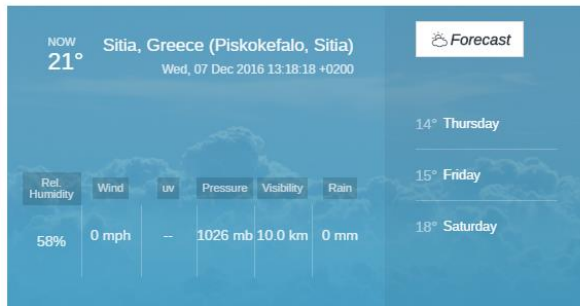 NOW
21°
Sitia, Greece (Piskokefalo, Sitia)
Wed, 07 Dec 2016 13:18:18 +0200
Rel. Humidity
Wind
uv
Pressure
Visibility
Rain
58%
0 mph
--
1026 mb
10.0 km
0 mm
Forecast
14° Thursday
15° Friday
18° Saturday